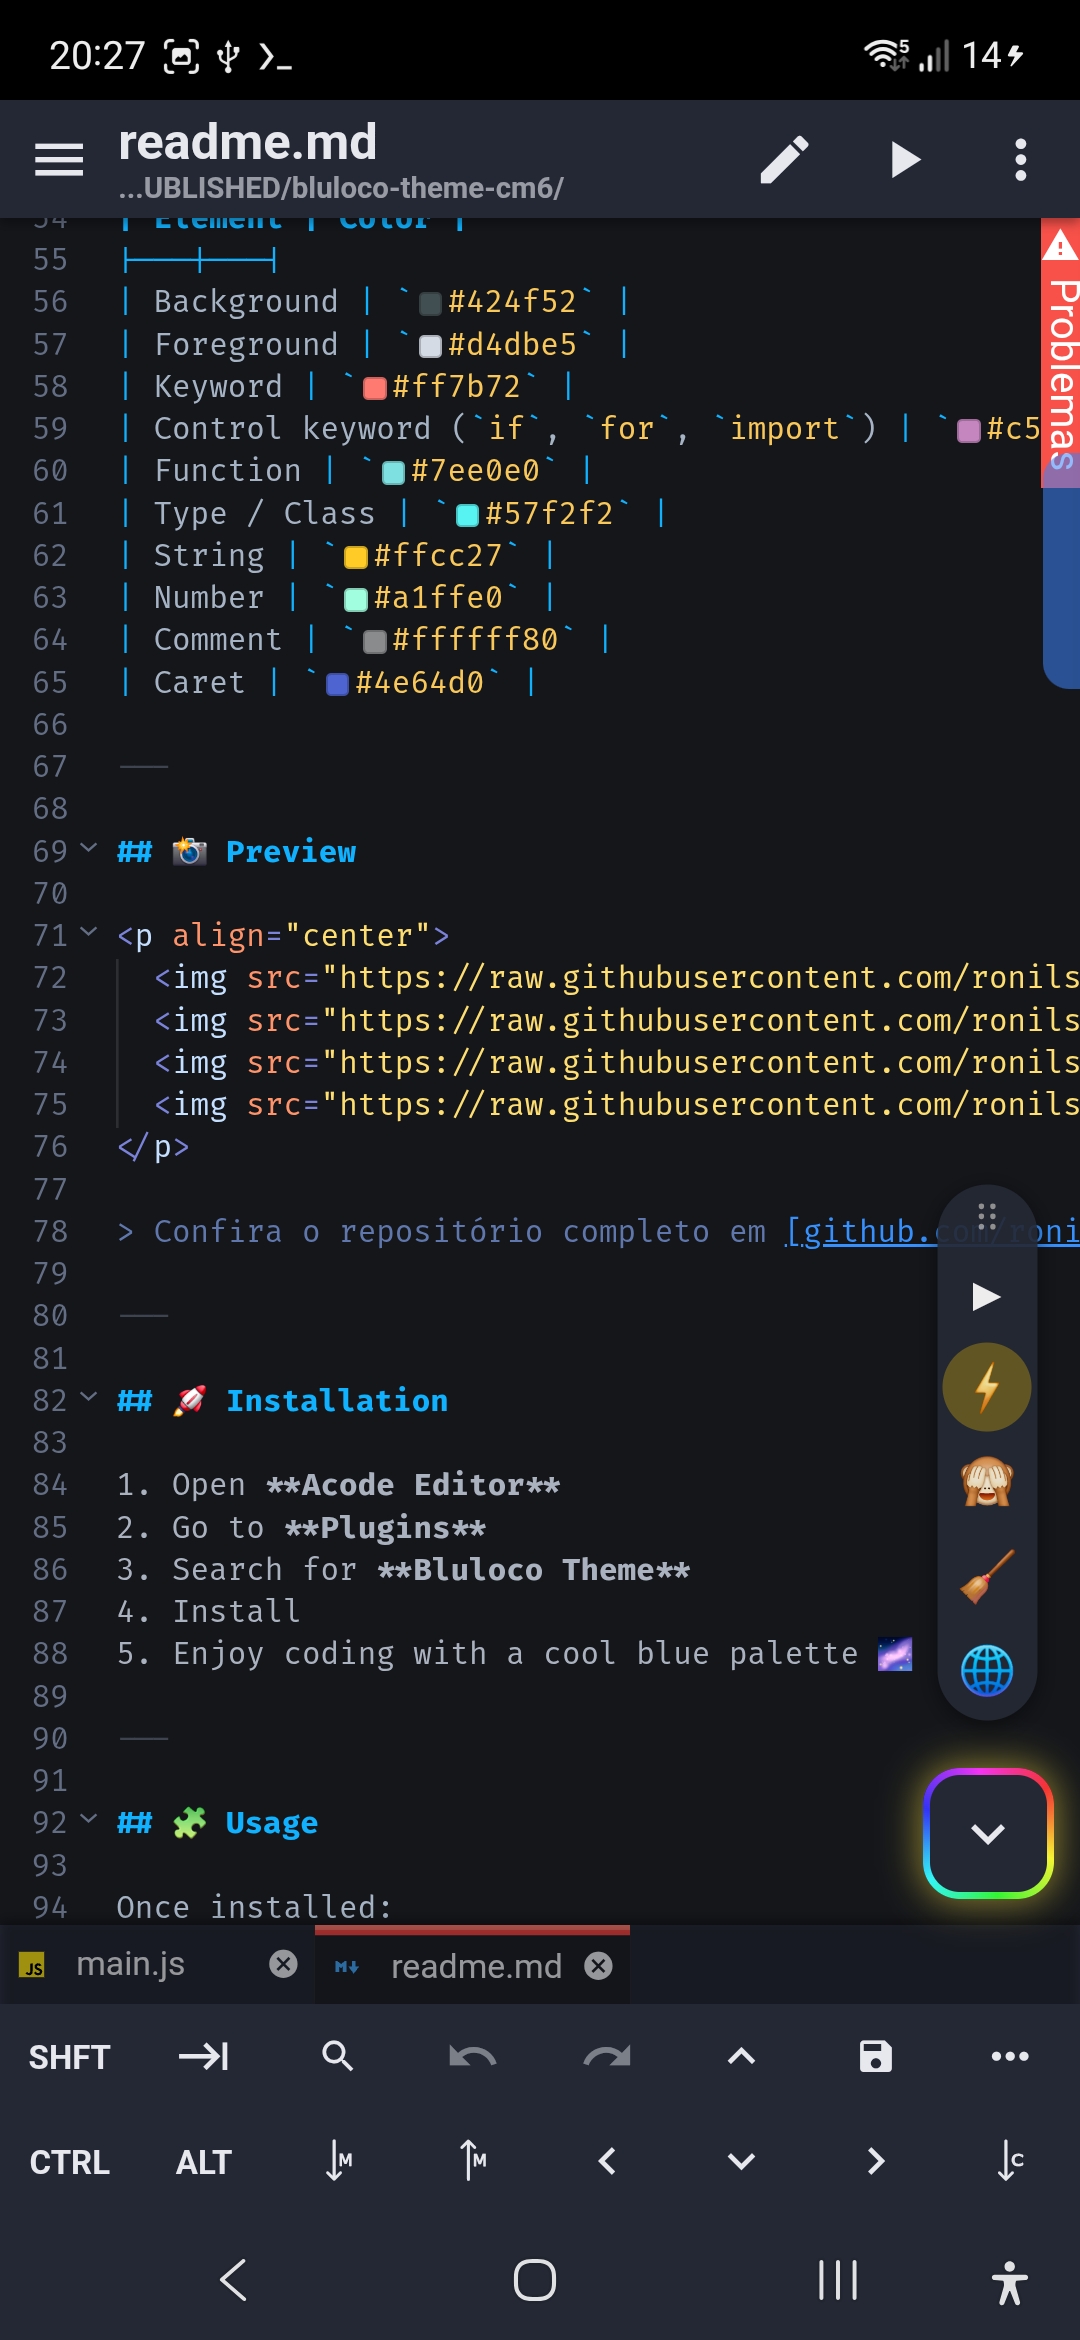 20:27
14
readme.md
...UBLISHED/bluloco-theme-cm6/
54 | Element | Color |
55 |----|----|
56 | Background | `#424f52` |
57 | Foreground | `#d4dbe5` |
58 | Keyword | `#ff7b72` |
59 | Control keyword (`if`, `for`, `import`) | `#c5
60 | Function | `#7ee0e0` |
61 | Type / Class | `#57f2f2` |
62 | String | `#ffcc27` |
63 | Number | `#a1ffe0` |
64 | Comment | `#ffffff80` |
65 | Caret | `#4e64d0` |
66
67 ---
68
69 ## 📸 Preview
70
71 <p align="center">
72 <img src="https://raw.githubusercontent.com/ronils
73 <img src="https://raw.githubusercontent.com/ronils
74 <img src="https://raw.githubusercontent.com/ronils
75 <img src="https://raw.githubusercontent.com/ronils
76 </p>
77
78 > Confira o repositório completo em [github.com/roni
79
80 ---
81
82 ## 🚀 Installation
83
84 1. Open **Acode Editor**
85 2. Go to **Plugins**
86 3. Search for **Bluloco Theme**
87 4. Install
88 5. Enjoy coding with a cool blue palette 🌌
89
90 ---
91
92 ## 🧩 Usage
93
94 Once installed:
Problemas
JS main.js
M readme.md
SHFT
CTRL ALT M M C